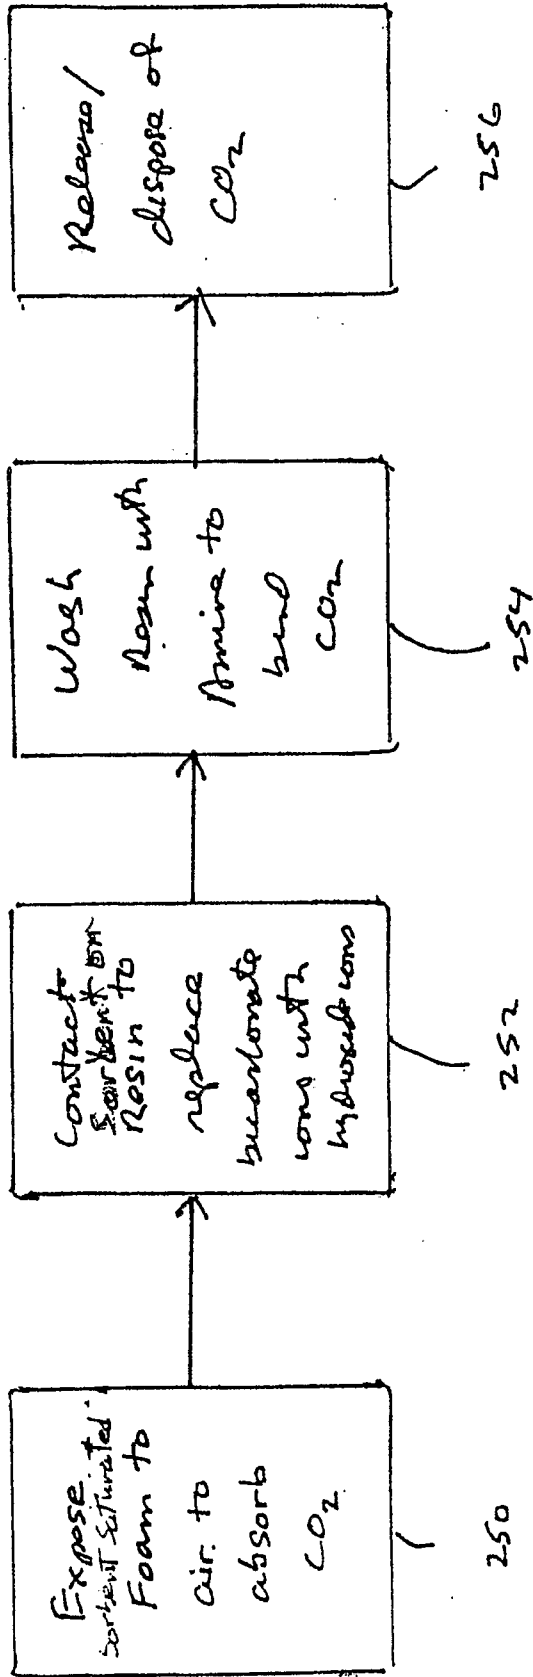 Expose
Sorbent Saturated
Foam to
air to
absorb
CO2
250
Contact
Sorbent on
Resin to
replace
bicarbonate
ions with
hydroxide ions
252
Wash
Resin with
Amine to
bind
CO2
254
Release/
dispose of
CO2
256